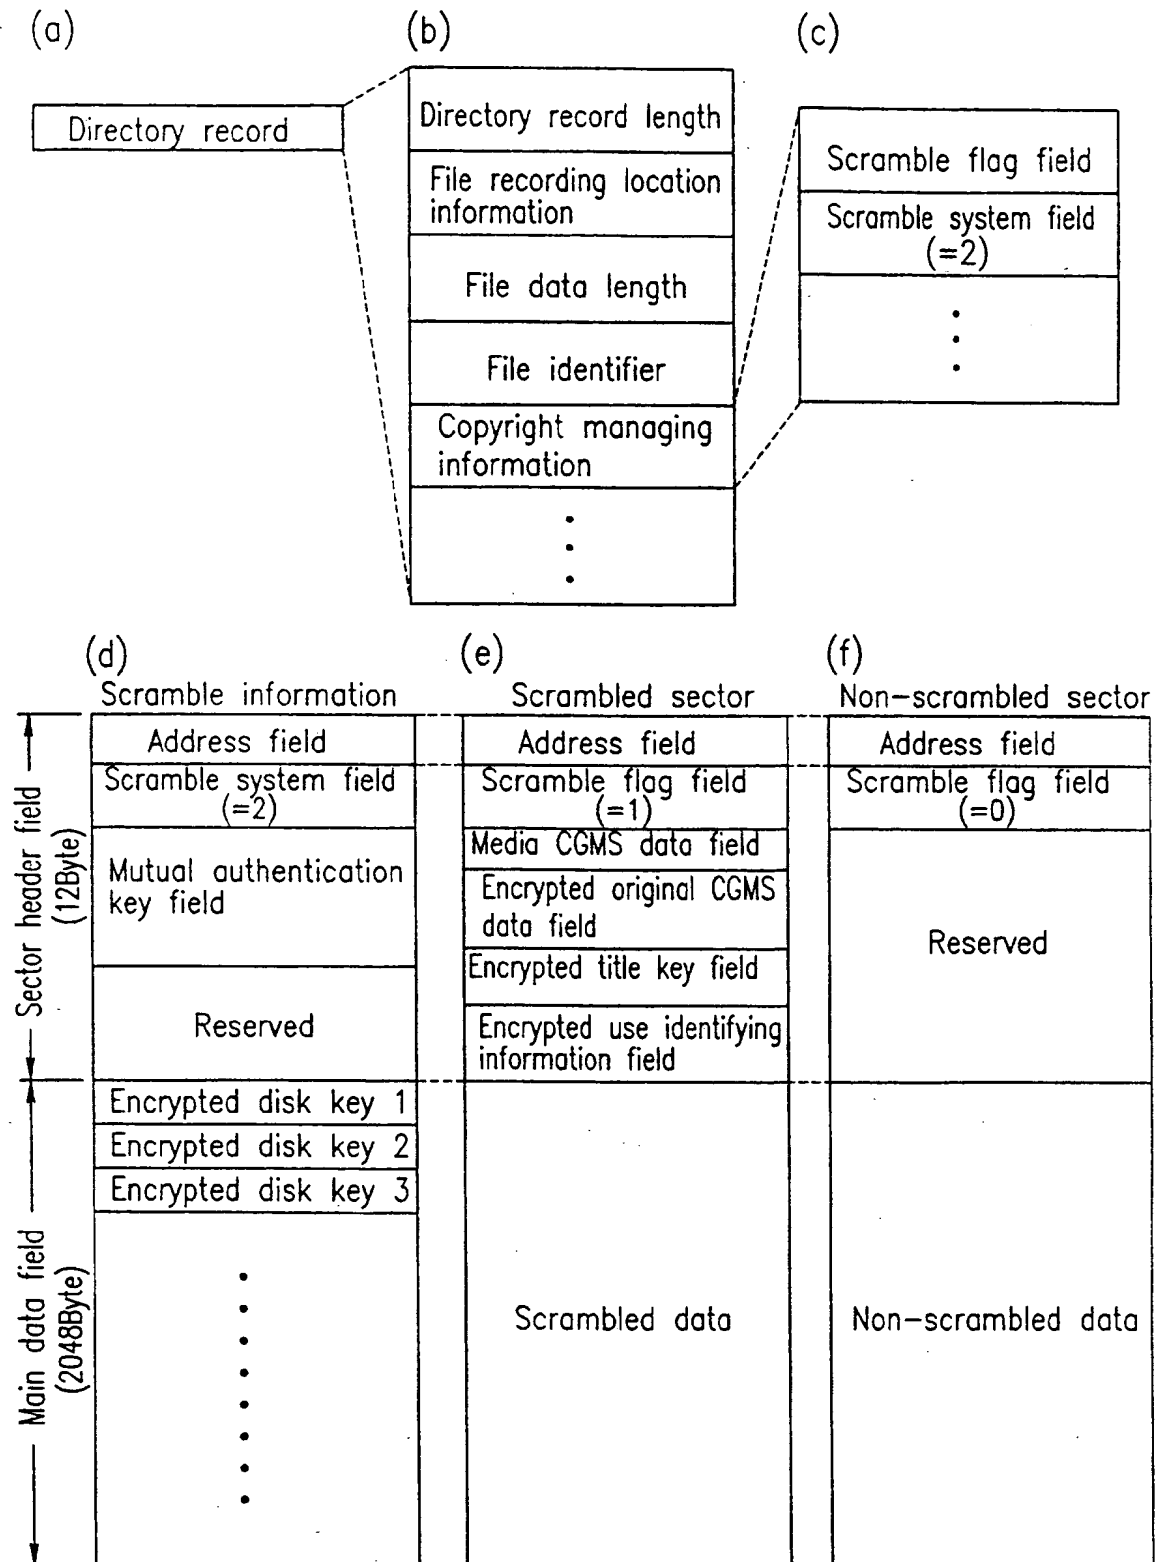 (a)
Directory record
(b)
Directory record length
File recording location
information
File data length
File identifier
Copyright managing
information
(c)
Scramble flag field
Scramble system field
(=2)
(d)
Scramble information
Address field
Scramble system field
(=2)
Mutual authentication
key field
Reserved
Encrypted disk key 1
Encrypted disk key 2
Encrypted disk key 3
(e)
Scrambled sector
Address field
Scramble flag field
(=1)
Media CGMS data field
Encrypted original CGMS
data field
Encrypted title key field
Encrypted use identifying
information field
Scrambled data
(f)
Non-scrambled sector
Address field
Scramble flag field
(=0)
Reserved
Non-scrambled data
Sector header field
(12Byte)
Main data field
(2048Byte)